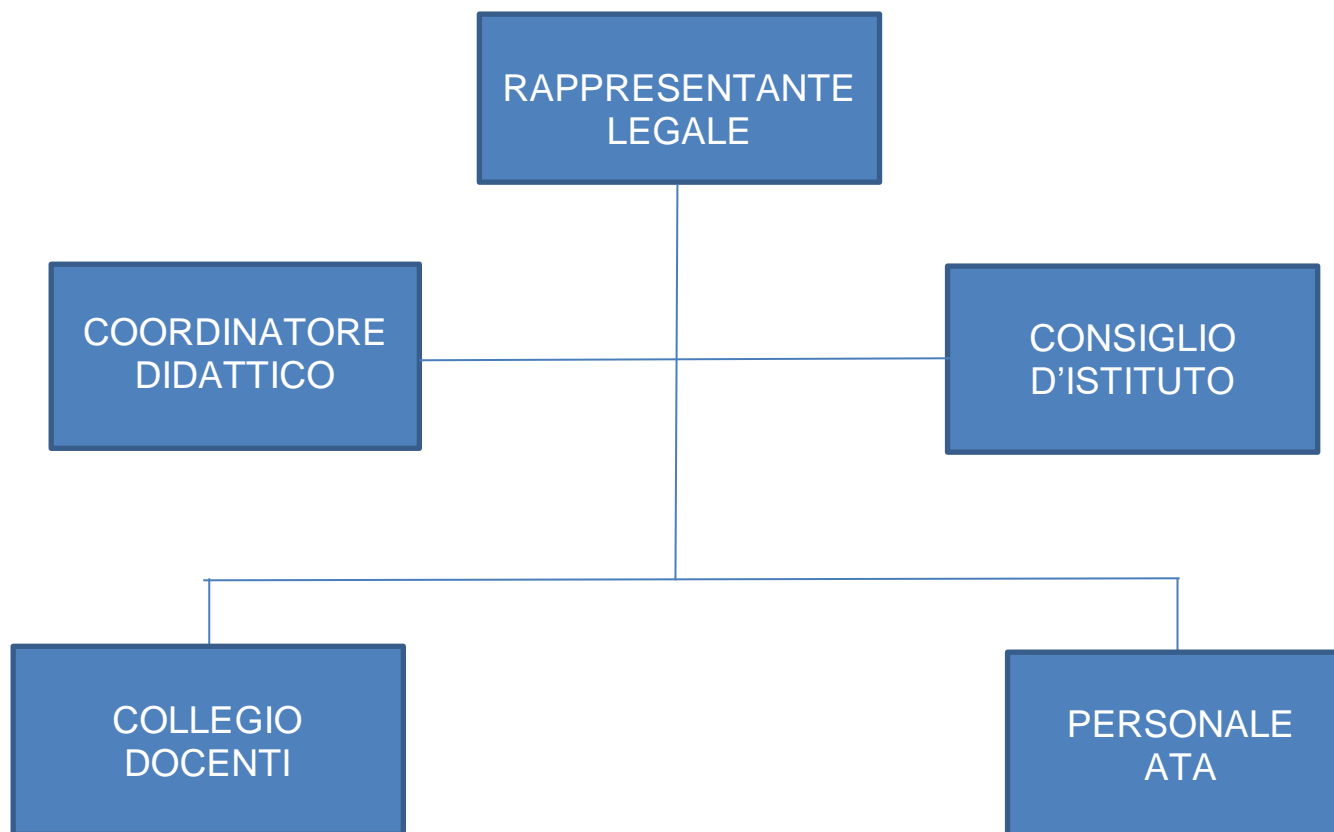 RAPPRESENTANTE
LEGALE
COORDINATORE
DIDATTICO
CONSIGLIO
D’ISTITUTO
COLLEGIO
DOCENTI
PERSONALE
ATA